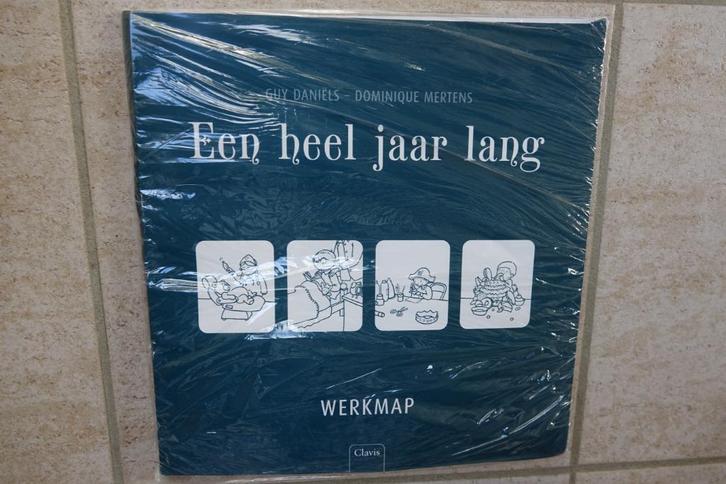 GUY DANIËLS – DOMINIQUE MERTENS
Een heel jaar lang
WERKMAP
Clavis